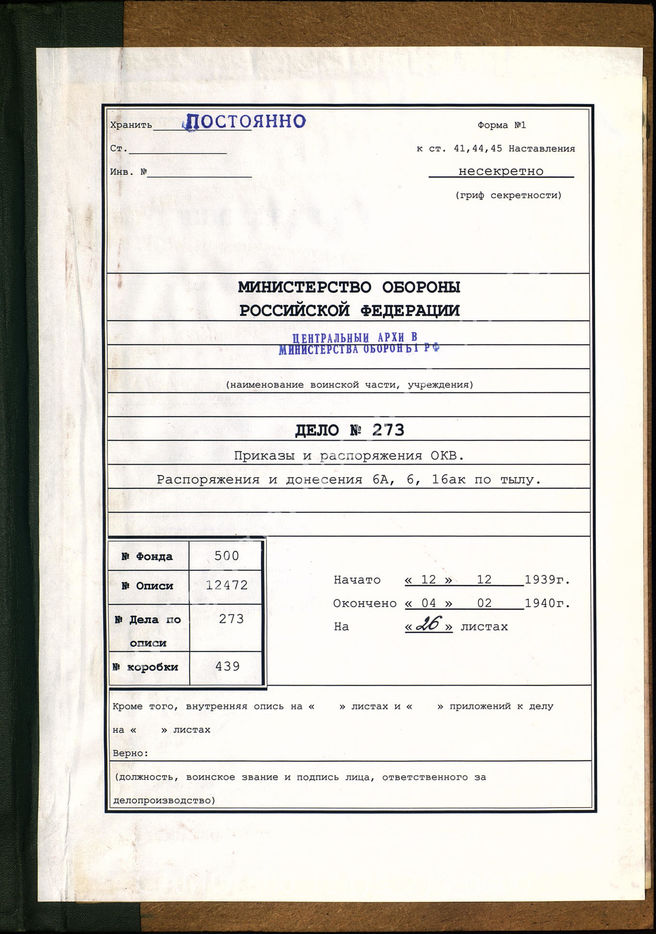 Хранить ПОСТОЯННО
Форма №1
Ст.
к ст. 41,44,45 Наставления
Инв. №
несекретно
(гриф секретности)
МИНИСТЕРСТВО ОБОРОНЫ
РОССИЙСКОЙ ФЕДЕРАЦИИ
ЦЕНТРАЛЬНЫЙ АРХИВ
МИНИСТЕРСТВА ОБОРОНЫ РФ
(наименование воинской части, учреждения)
ДЕЛО № 273
Приказы и распоряжения ОКВ.
Распоряжения и донесения 6А, 6, 16ак по тылу.
№ Фонда 500
№ Описи 12472
№ Дела по 273
описи
№ коробки 439
Начато « 12 » 12 1939г.
Окончено « 04 » 02 1940г.
На « 26 » листах
Кроме того, внутренняя опись на « » листах и « » приложений к делу
на « » листах
Верно:
(должность, воинское звание и подпись лица, ответственного за
делопроизводство)